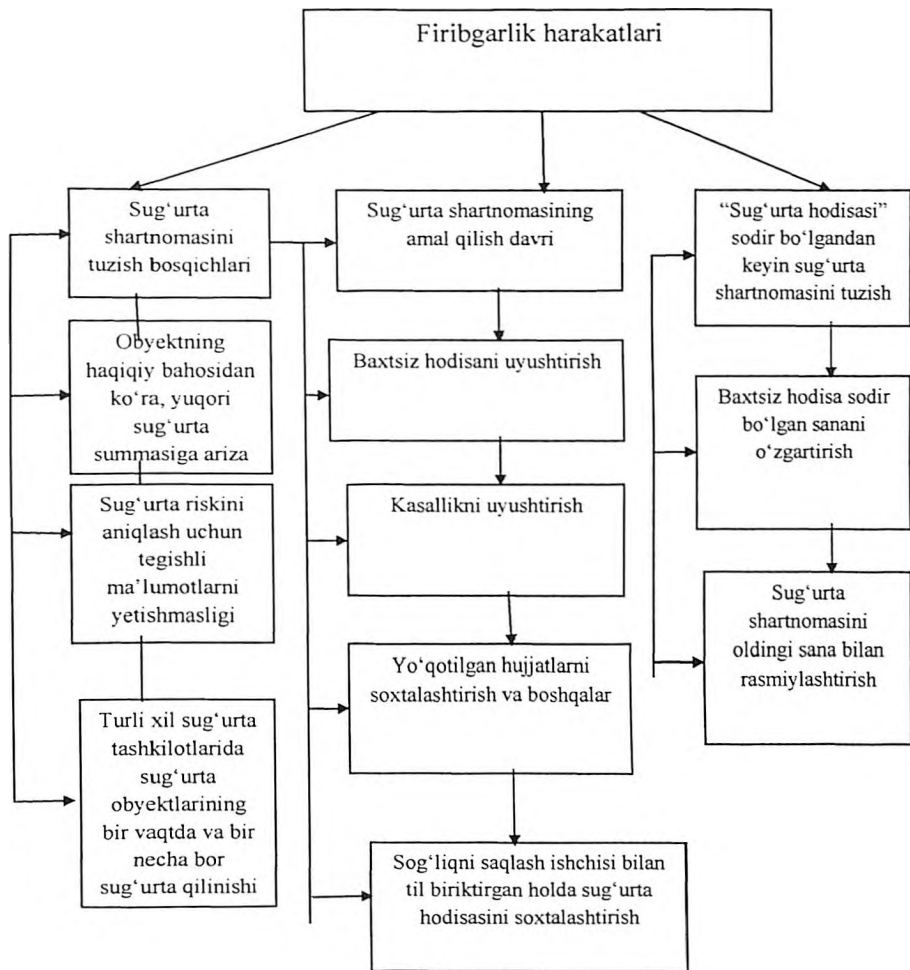 Firibgarlik harakatlari
Sug‘urta
shartnomasini
tuzish bosqichlari
Obyektning
haqiqiy bahosidan
ko‘ra, yuqori
sug‘urta
summasiga ariza
Sug‘urta riskini
aniqlash uchun
tegishli
ma’lumotlarni
yetishmasligi
Turli xil sug‘urta
tashkilotlarida
sug‘urta
obyektlarining
bir vaqtda va bir
necha bor
sug‘urta qilinishi
Sug‘urta shartnomasining
amal qilish davri
Baxtsiz hodisani uyushtirish
Kasallikni uyushtirish
Yo‘qotilgan hujjatlarni
soxtalashtirish va boshqalar
Sog‘liqni saqlash ishchisi bilan
til biriktirgan holda sug‘urta
hodisasini soxtalashtirish
“Sug‘urta hodisasi”
sodir bo‘lgandan
keyin sug‘urta
shartnomasini tuzish
Baxtsiz hodisa sodir
bo‘lgan sanani
o‘zgartirish
Sug‘urta
shartnomasini
oldingi sana bilan
rasmiylashtirish